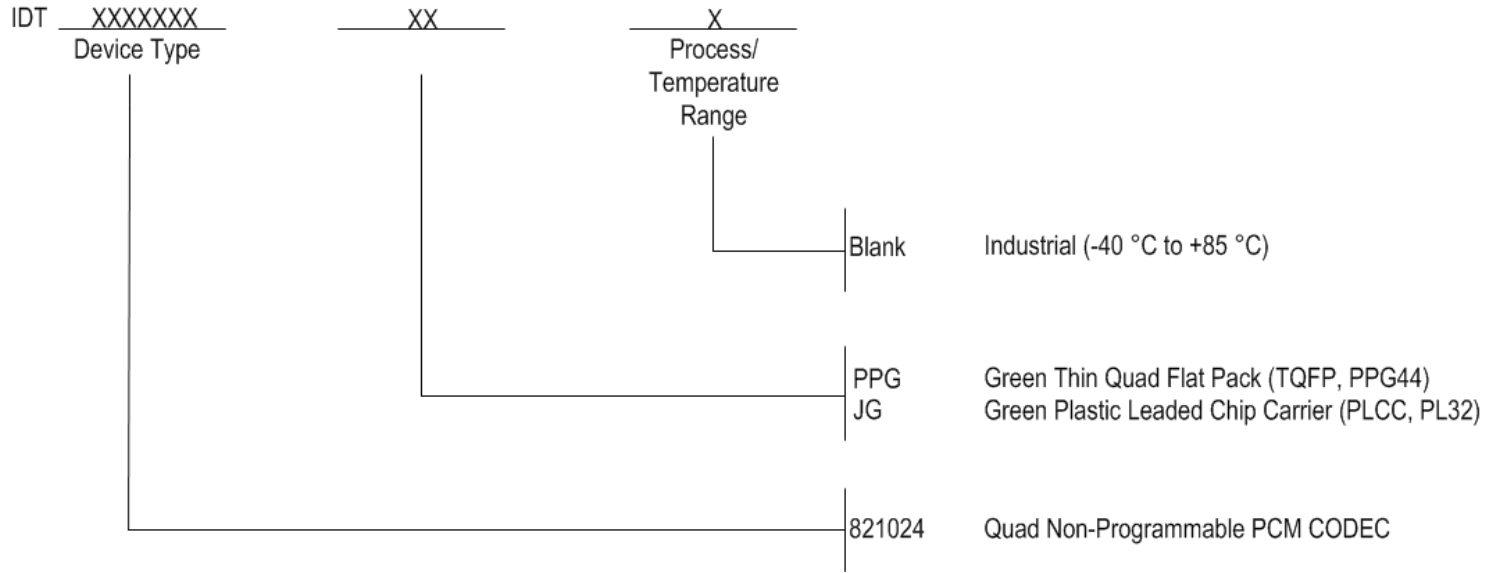 IDT XXXXXXX XX X
Device Type Process/
Temperature
Range
Blank Industrial (-40 °C to +85 °C)
PPG Green Thin Quad Flat Pack (TQFP, PPG44)
JG Green Plastic Leaded Chip Carrier (PLCC, PL32)
821024 Quad Non-Programmable PCM CODEC